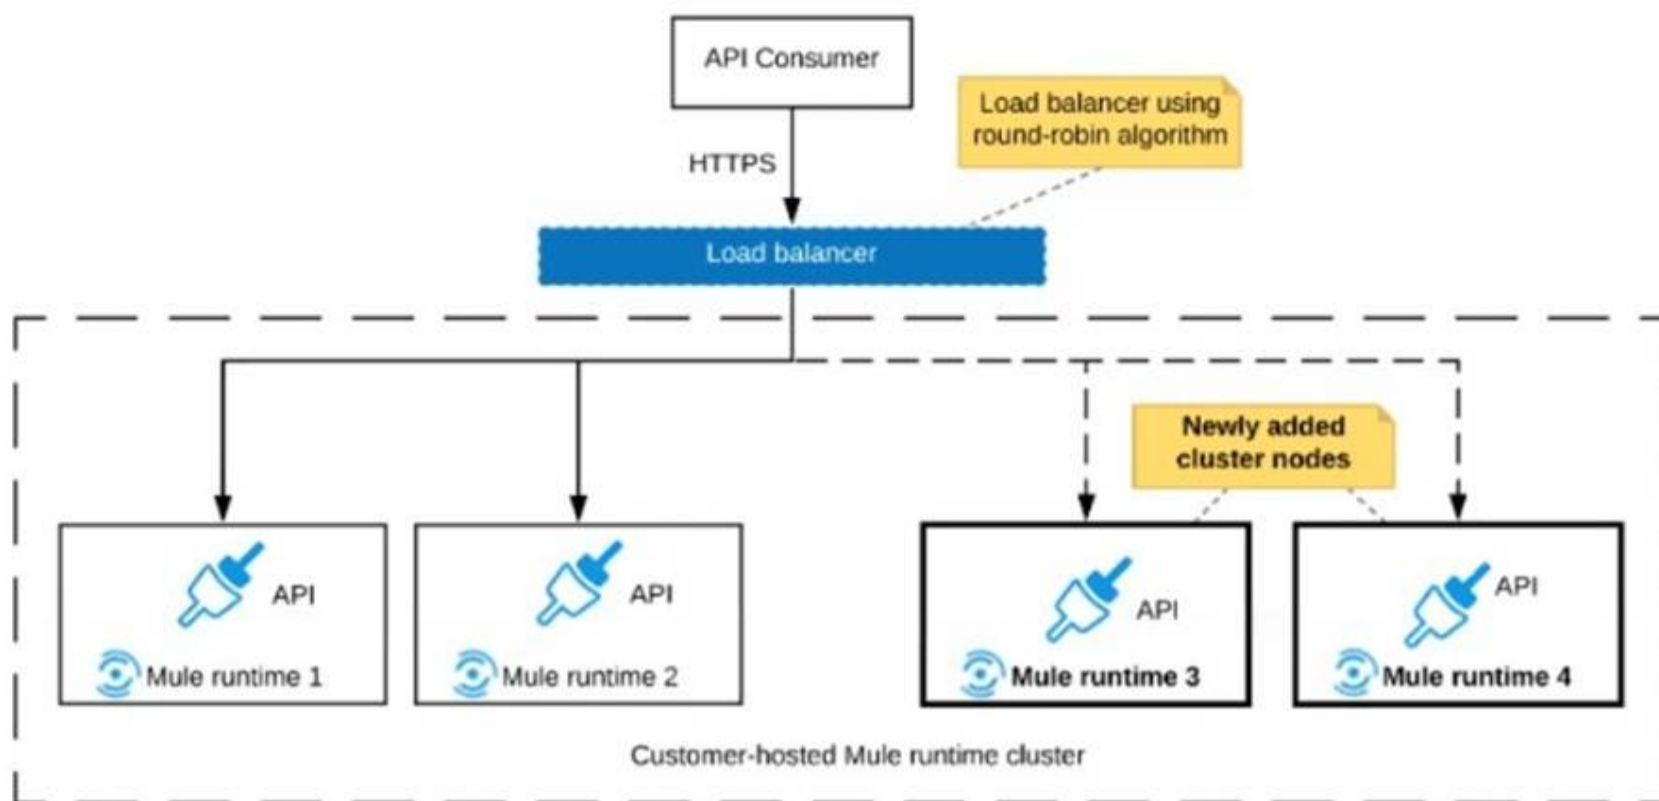 API Consumer
Load balancer using
round-robin algorithm
HTTPS
Load balancer
Newly added
cluster nodes
API
Mule runtime 1
API
Mule runtime 2
API
Mule runtime 3
API
Mule runtime 4
Customer-hosted Mule runtime cluster